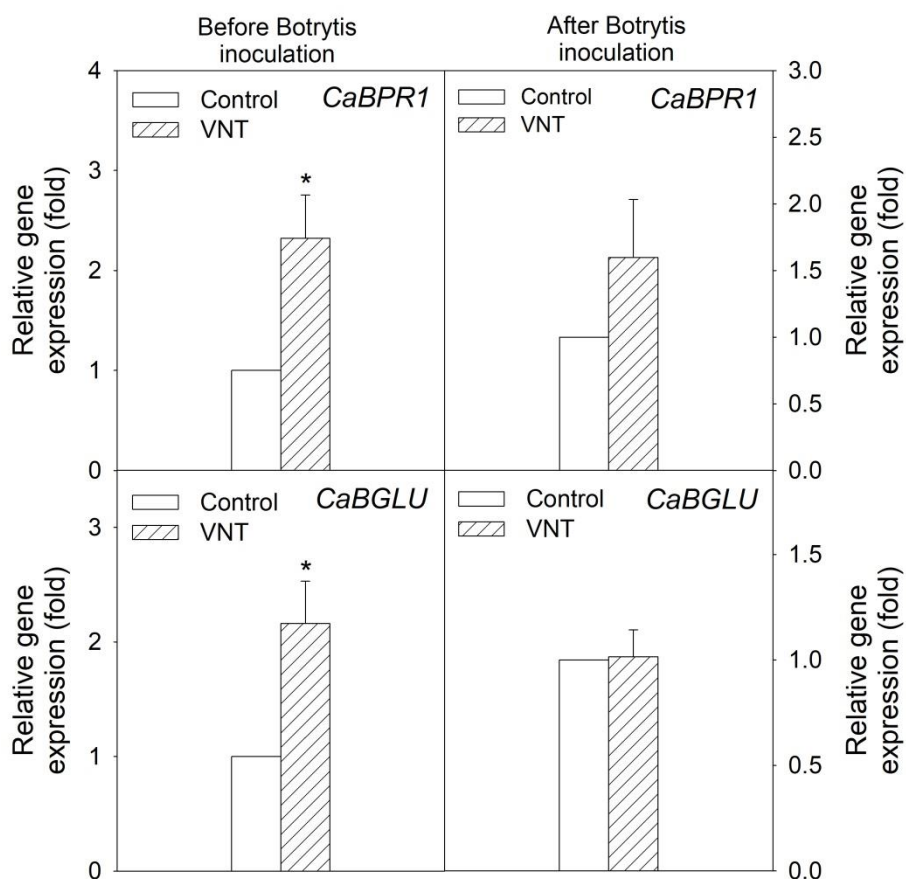 Before Botrytis
inoculation
After Botrytis
inoculation
4
3
2
1
0
Relative gene
expression (fold)
Control
VNT
CaBPR1
*
Control
VNT
CaBPR1
3.0
2.5
2.0
1.5
1.0
0.5
0.0
Relative gene
expression (fold)
3
2
1
0
Relative gene
expression (fold)
Control
VNT
CaBGLU
*
Control
VNT
CaBGLU
1.5
1.0
0.5
0.0
Relative gene
expression (fold)